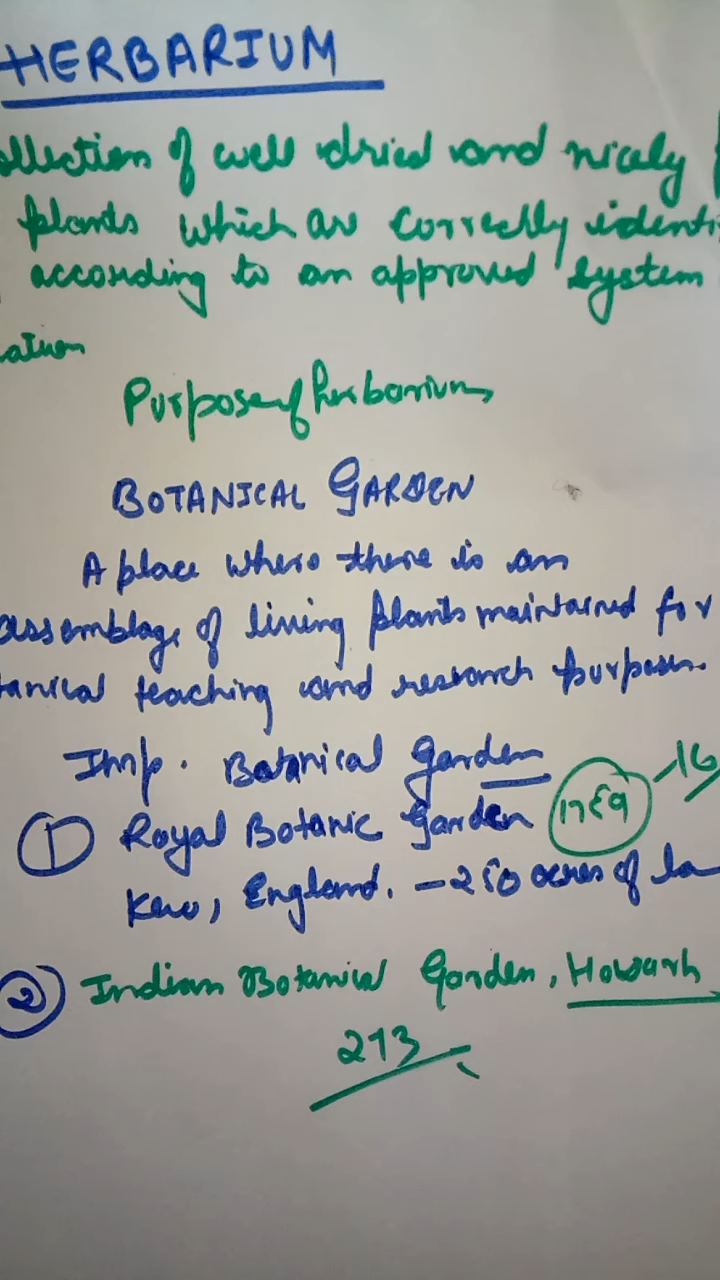 HERBARIUM
ollection of well dried and nicely
plants which are correctly identi
according to an approved system
ation
Purpose of herbarium
BOTANICAL GARDEN
A place where there is an
assemblage of living plants maintained for
tanical teaching and research purposes.
Imp. Botanical Garden
① Royal Botanic Garden 1759 -16
Kew, England. - 250 acres of la
② Indian Botanical Garden, Howarh
273